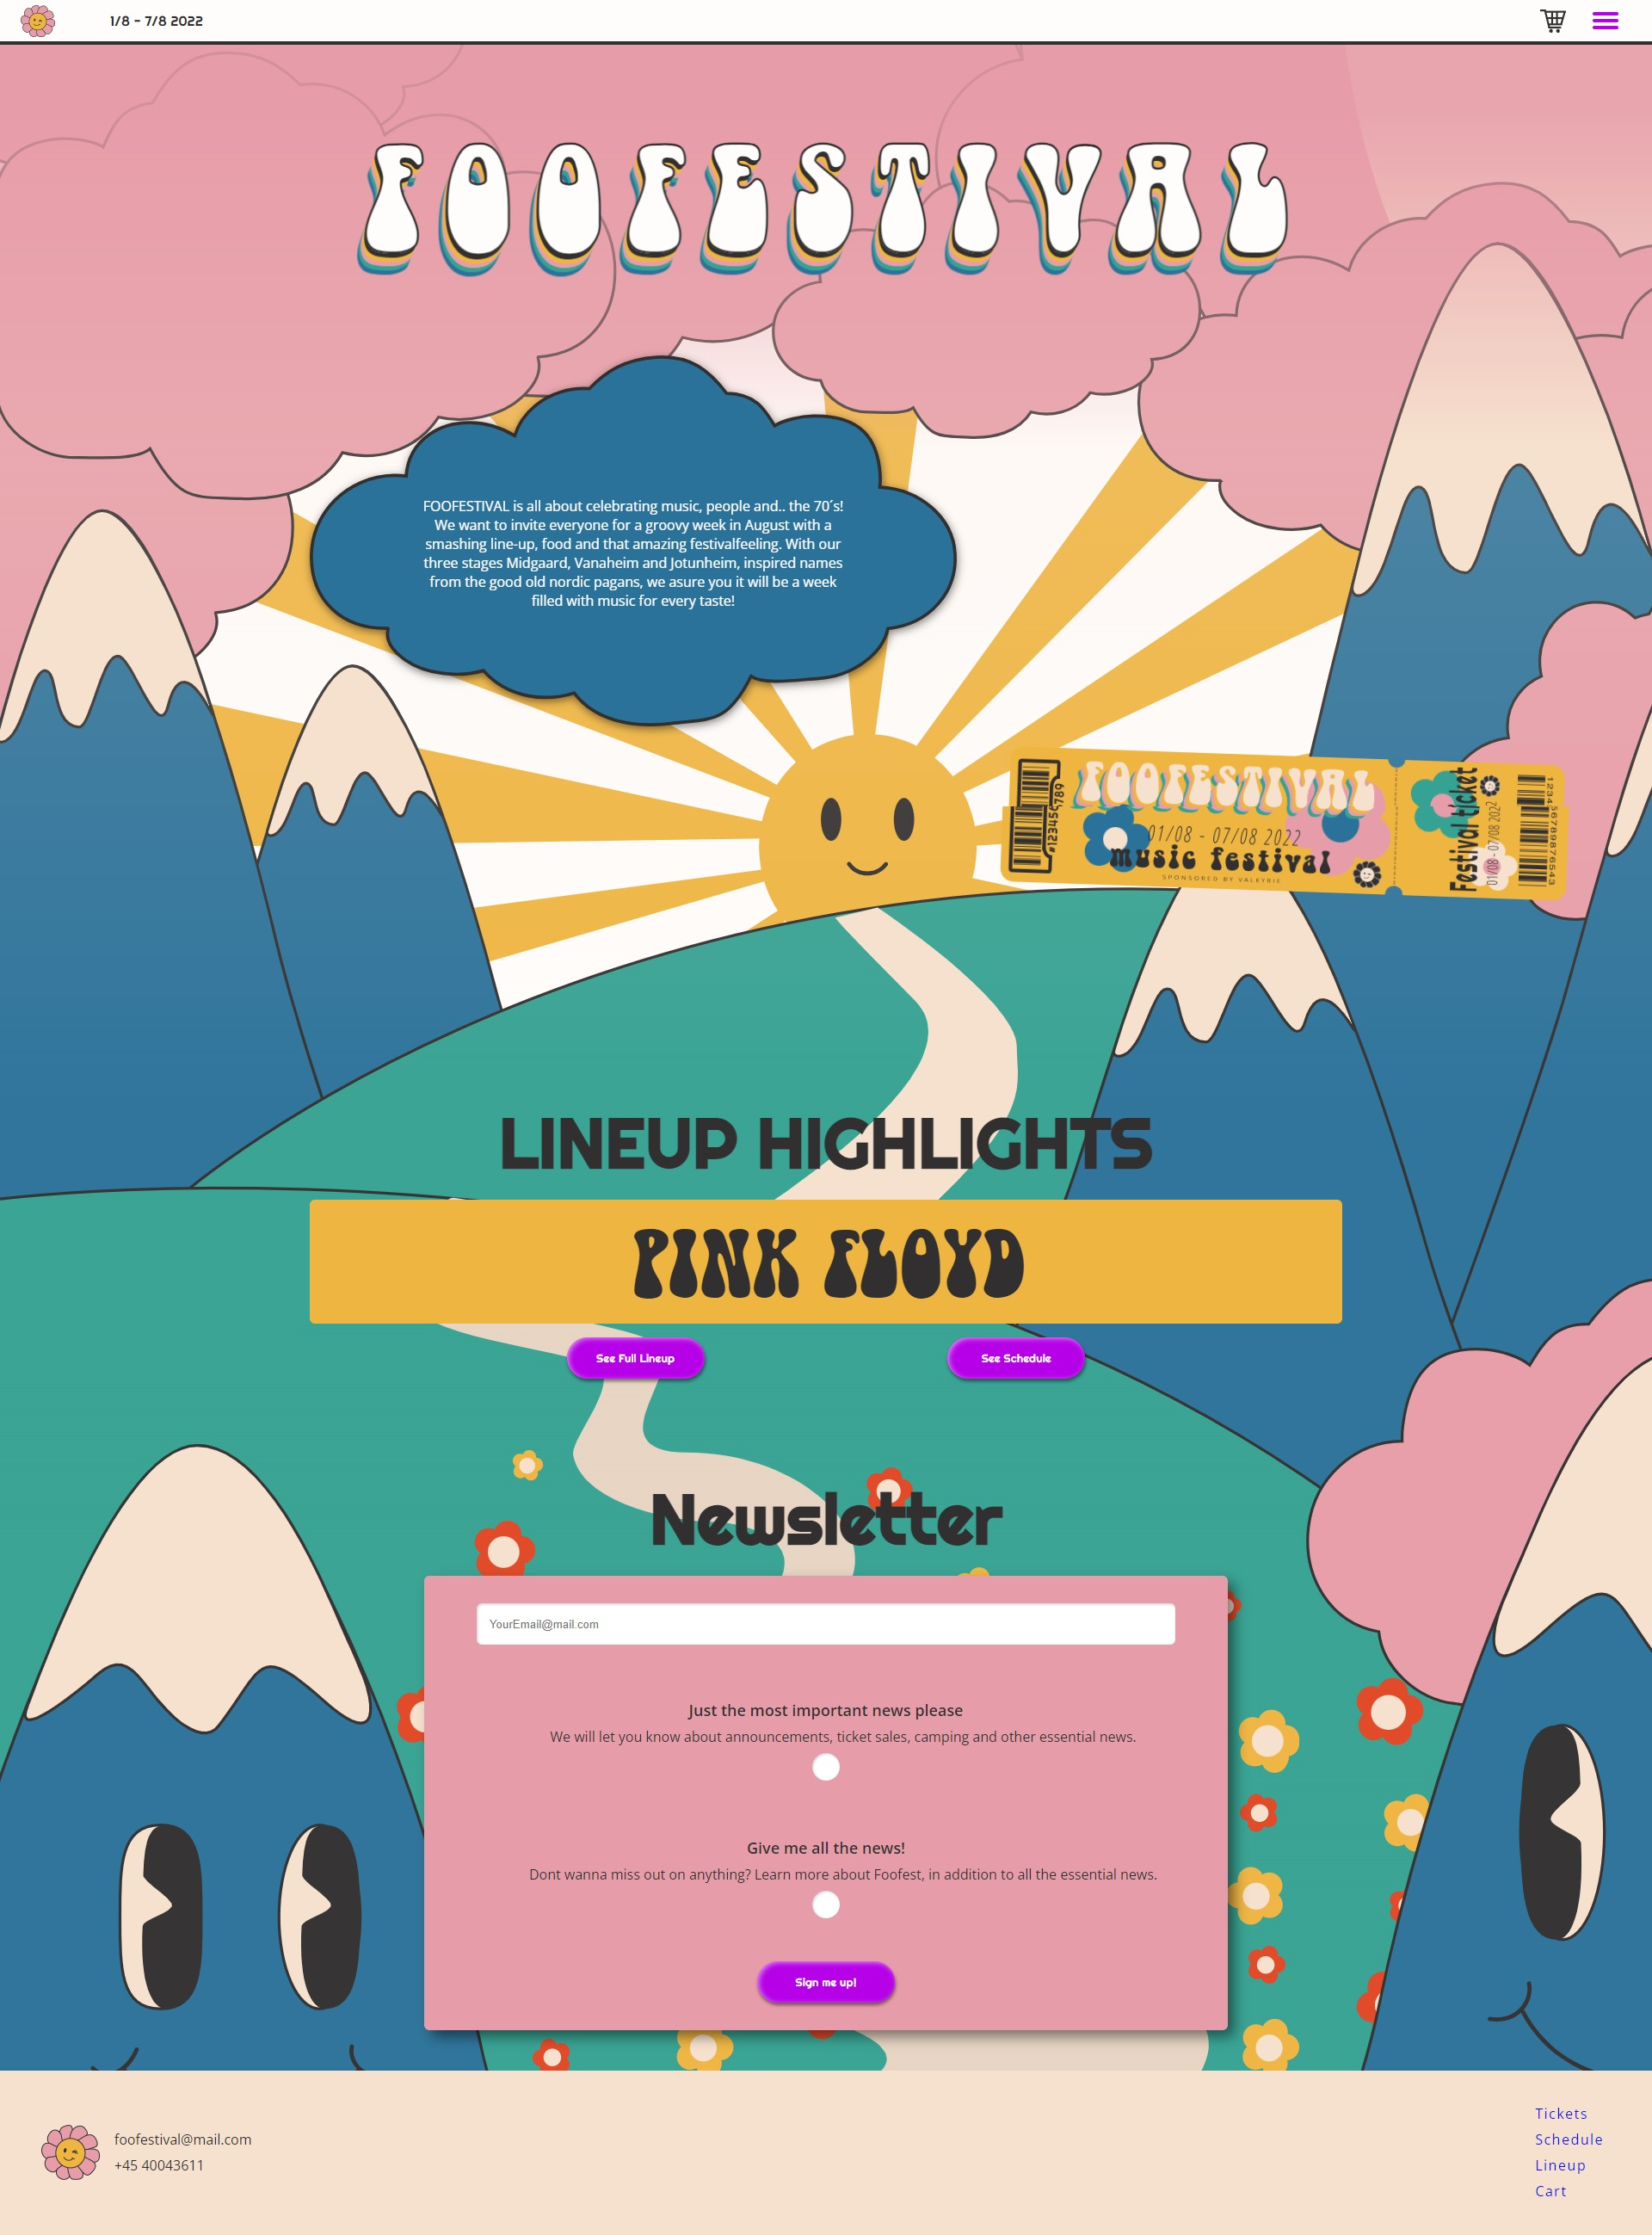 1/8 - 7/8 2022
FOOFESTIVAL
FOOFESTIVAL is all about celebrating music, people and.. the 70´s!
We want to invite everyone for a groovy week in August with a
smashing line-up, food and that amazing festivalfeeling. With our
three stages Midgaard, Vanaheim and Jotunheim, inspired names
from the good old nordic pagans, we asure you it will be a week
filled with music for every taste!
FOOFESTIVAL
01/08 - 07/08 2022
music festival
SPONSORED BY VALKYRIE
Festival ticket
01/08 - 07/08 2022
LINEUP HIGHLIGHTS
PINK FLOYD
See Full Lineup
See Schedule
Newsletter
YourEmail@mail.com
Just the most important news please
We will let you know about announcements, ticket sales, camping and other essential news.
Give me all the news!
Dont wanna miss out on anything? Learn more about Foofest, in addition to all the essential news.
Sign me up!
foofestival@mail.com
+45 40043611
Tickets
Schedule
Lineup
Cart